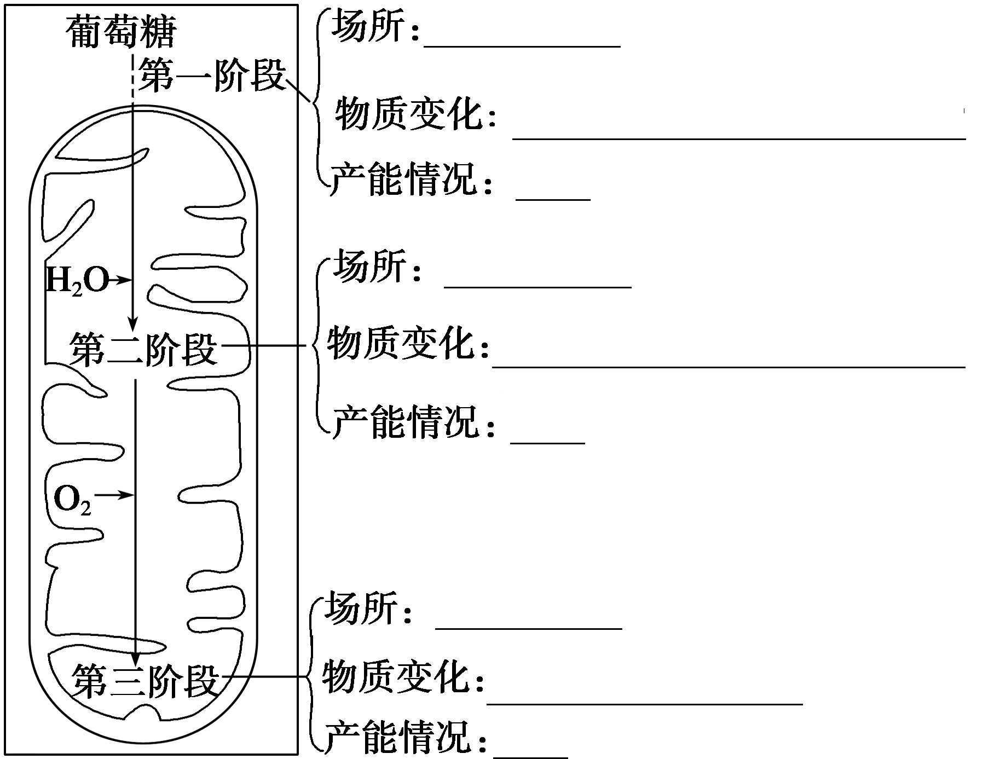 葡萄糖
第一阶段
场所：
物质变化：
产能情况：
H₂O
第二阶段
场所：
物质变化：
产能情况：
O₂
第三阶段
场所：
物质变化：
产能情况：